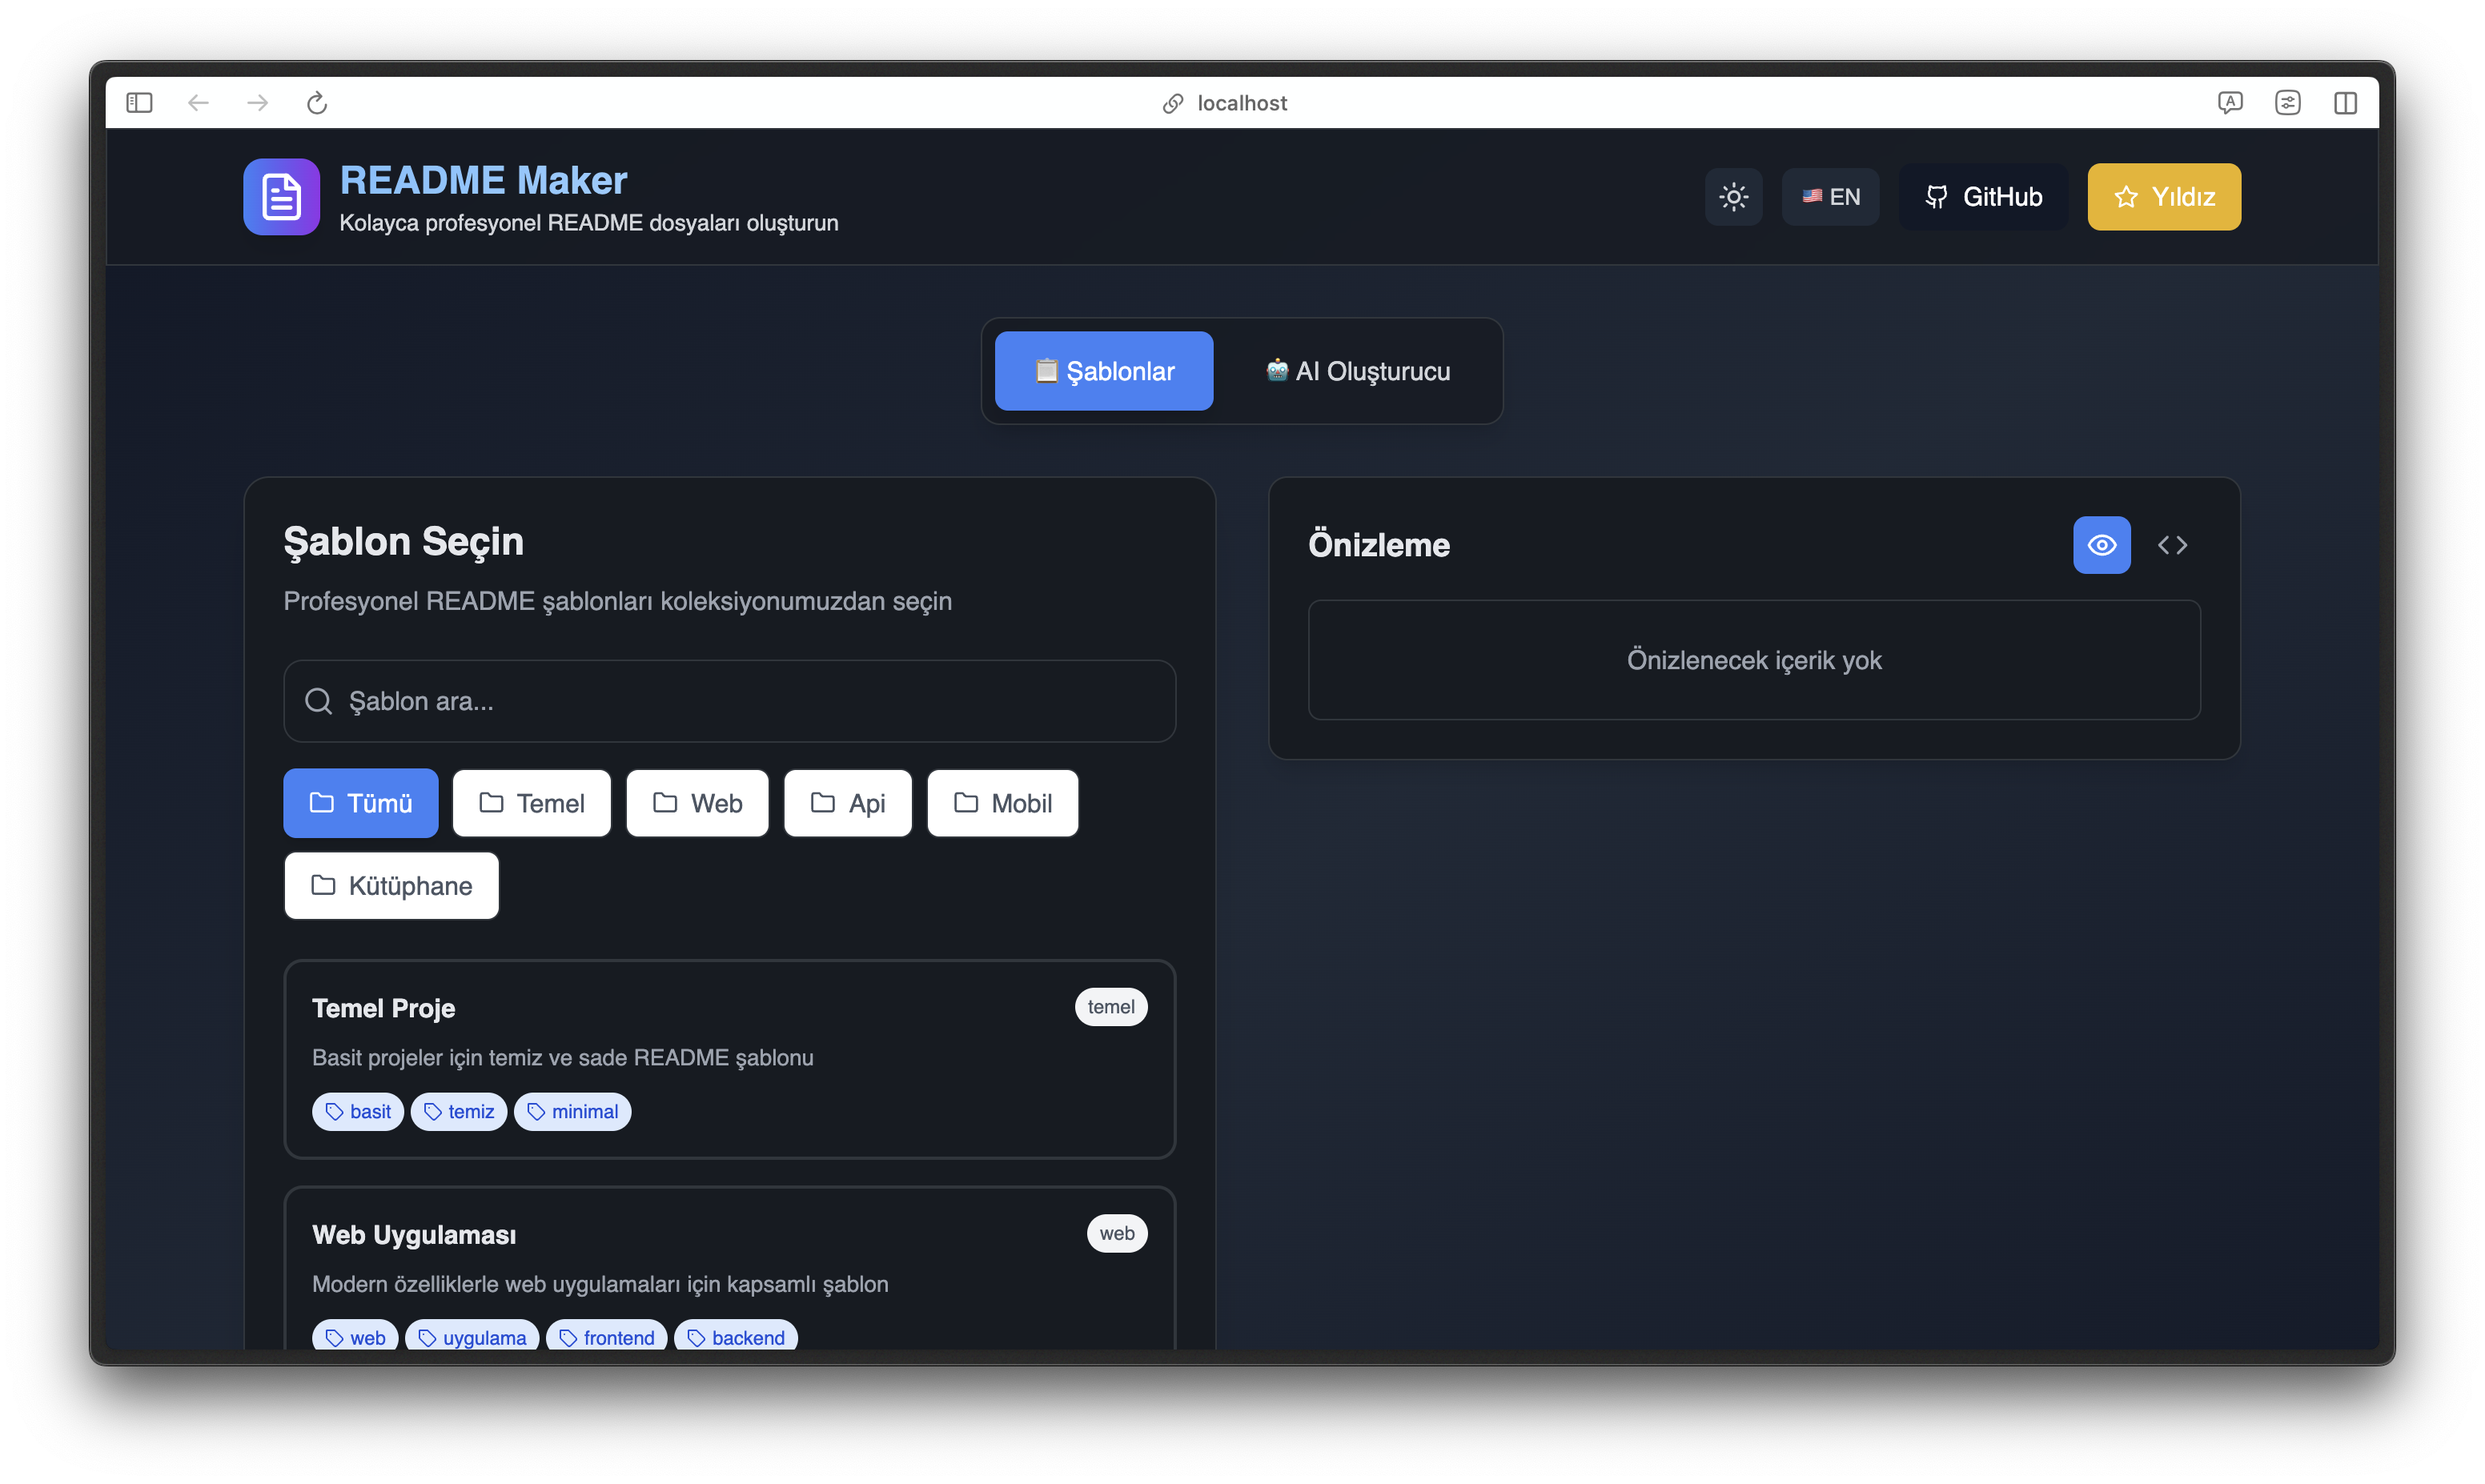 localhost
README Maker
Kolayca profesyonel README dosyaları oluşturun
EN
GitHub
Yıldız
Şablonlar
AI Oluşturucu
Şablon Seçin
Profesyonel README şablonları koleksiyonumuzdan seçin
Şablon ara...
Tümü
Temel
Web
Api
Mobil
Kütüphane
Temel Proje
temel
Basit projeler için temiz ve sade README şablonu
basit
temiz
minimal
Web Uygulaması
web
Modern özelliklerle web uygulamaları için kapsamlı şablon
web
uygulama
frontend
backend
Önizleme
Önizlenecek içerik yok